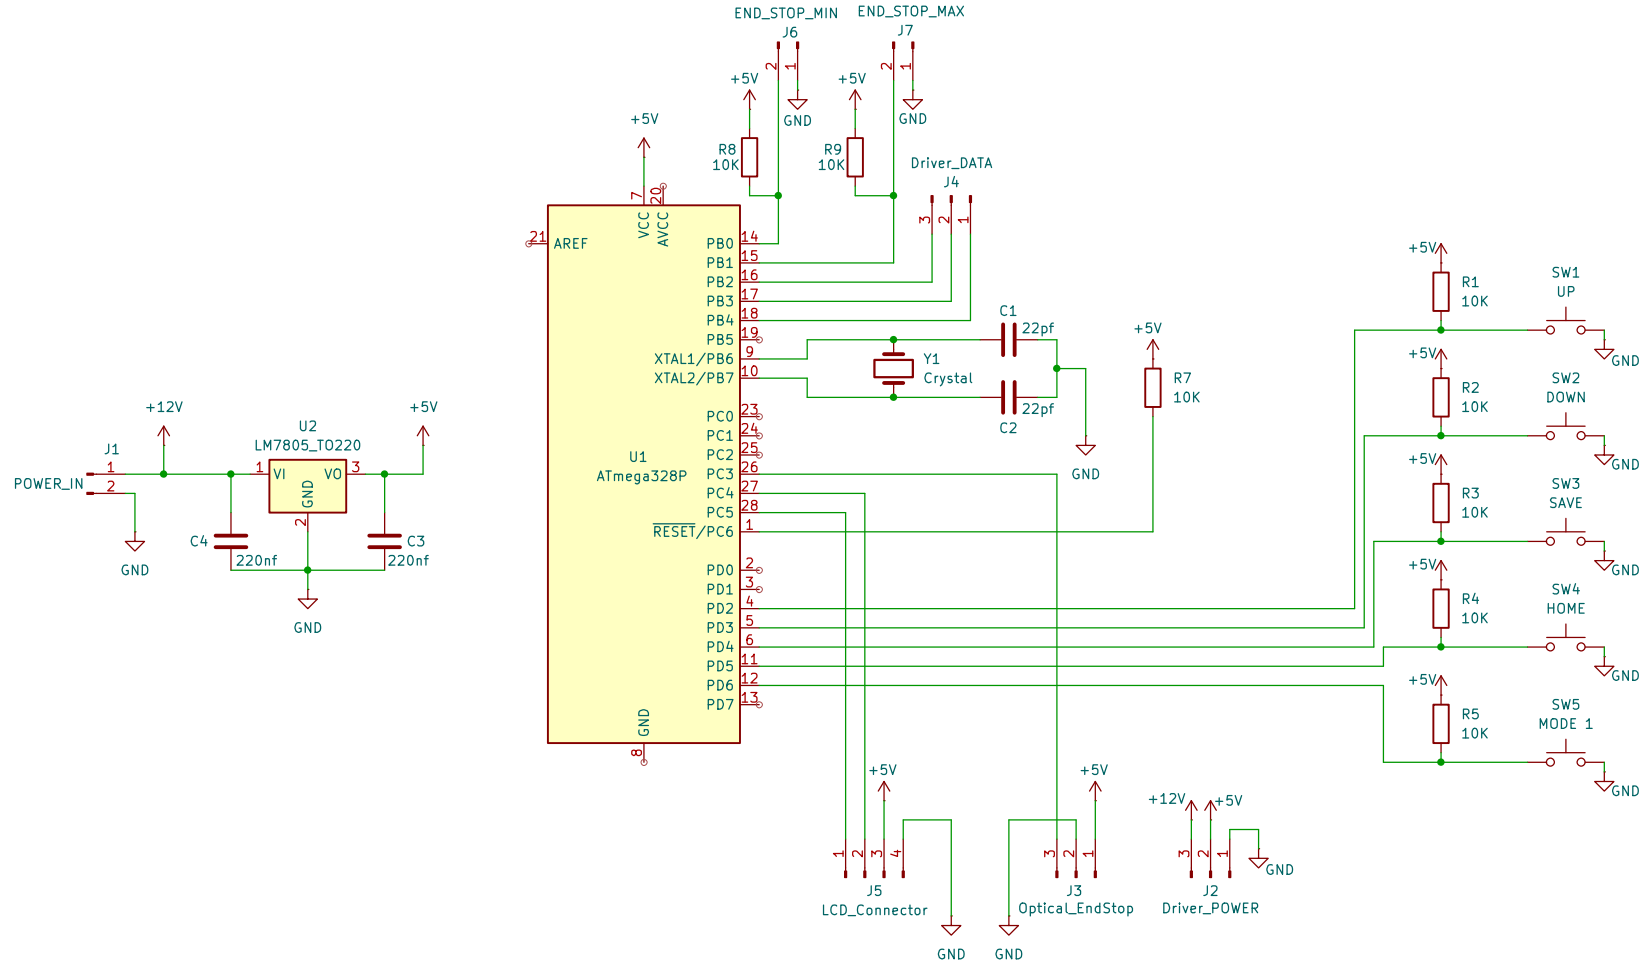 END_STOP_MIN
J6
2
1
GND
+5V
R8
10K
END_STOP_MAX
J7
2
1
GND
+5V
R9
10K
Driver_DATA
J4
3
2
1
+5V
7
20
VCC
AVCC
21
AREF
U1
ATmega328P
PB0
14
PB1
15
PB2
16
PB3
17
PB4
18
PB5
19
XTAL1/PB6
9
XTAL2/PB7
10
PC0
23
PC1
24
PC2
25
PC3
26
PC4
27
PC5
28
RESET/PC6
1
PD0
2
PD1
3
PD2
4
PD3
5
PD4
6
PD5
11
PD6
12
PD7
13
GND
8
C1
22pf
Y1
Crystal
22pf
C2
GND
+5V
R7
10K
+12V
+5V
J1
1
2
POWER_IN
GND
U2
LM7805_TO220
1
VI
VO
3
GND
2
C4
220nf
C3
220nf
GND
+5V
R1
10K
SW1
UP
GND
+5V
R2
10K
SW2
DOWN
GND
+5V
R3
10K
SW3
SAVE
GND
+5V
R4
10K
SW4
HOME
GND
+5V
R5
10K
SW5
MODE 1
GND
+5V
1
2
3
4
J5
LCD_Connector
GND
+5V
3
2
1
J3
Optical_EndStop
GND
+12V
+5V
3
2
1
GND
J2
Driver_POWER